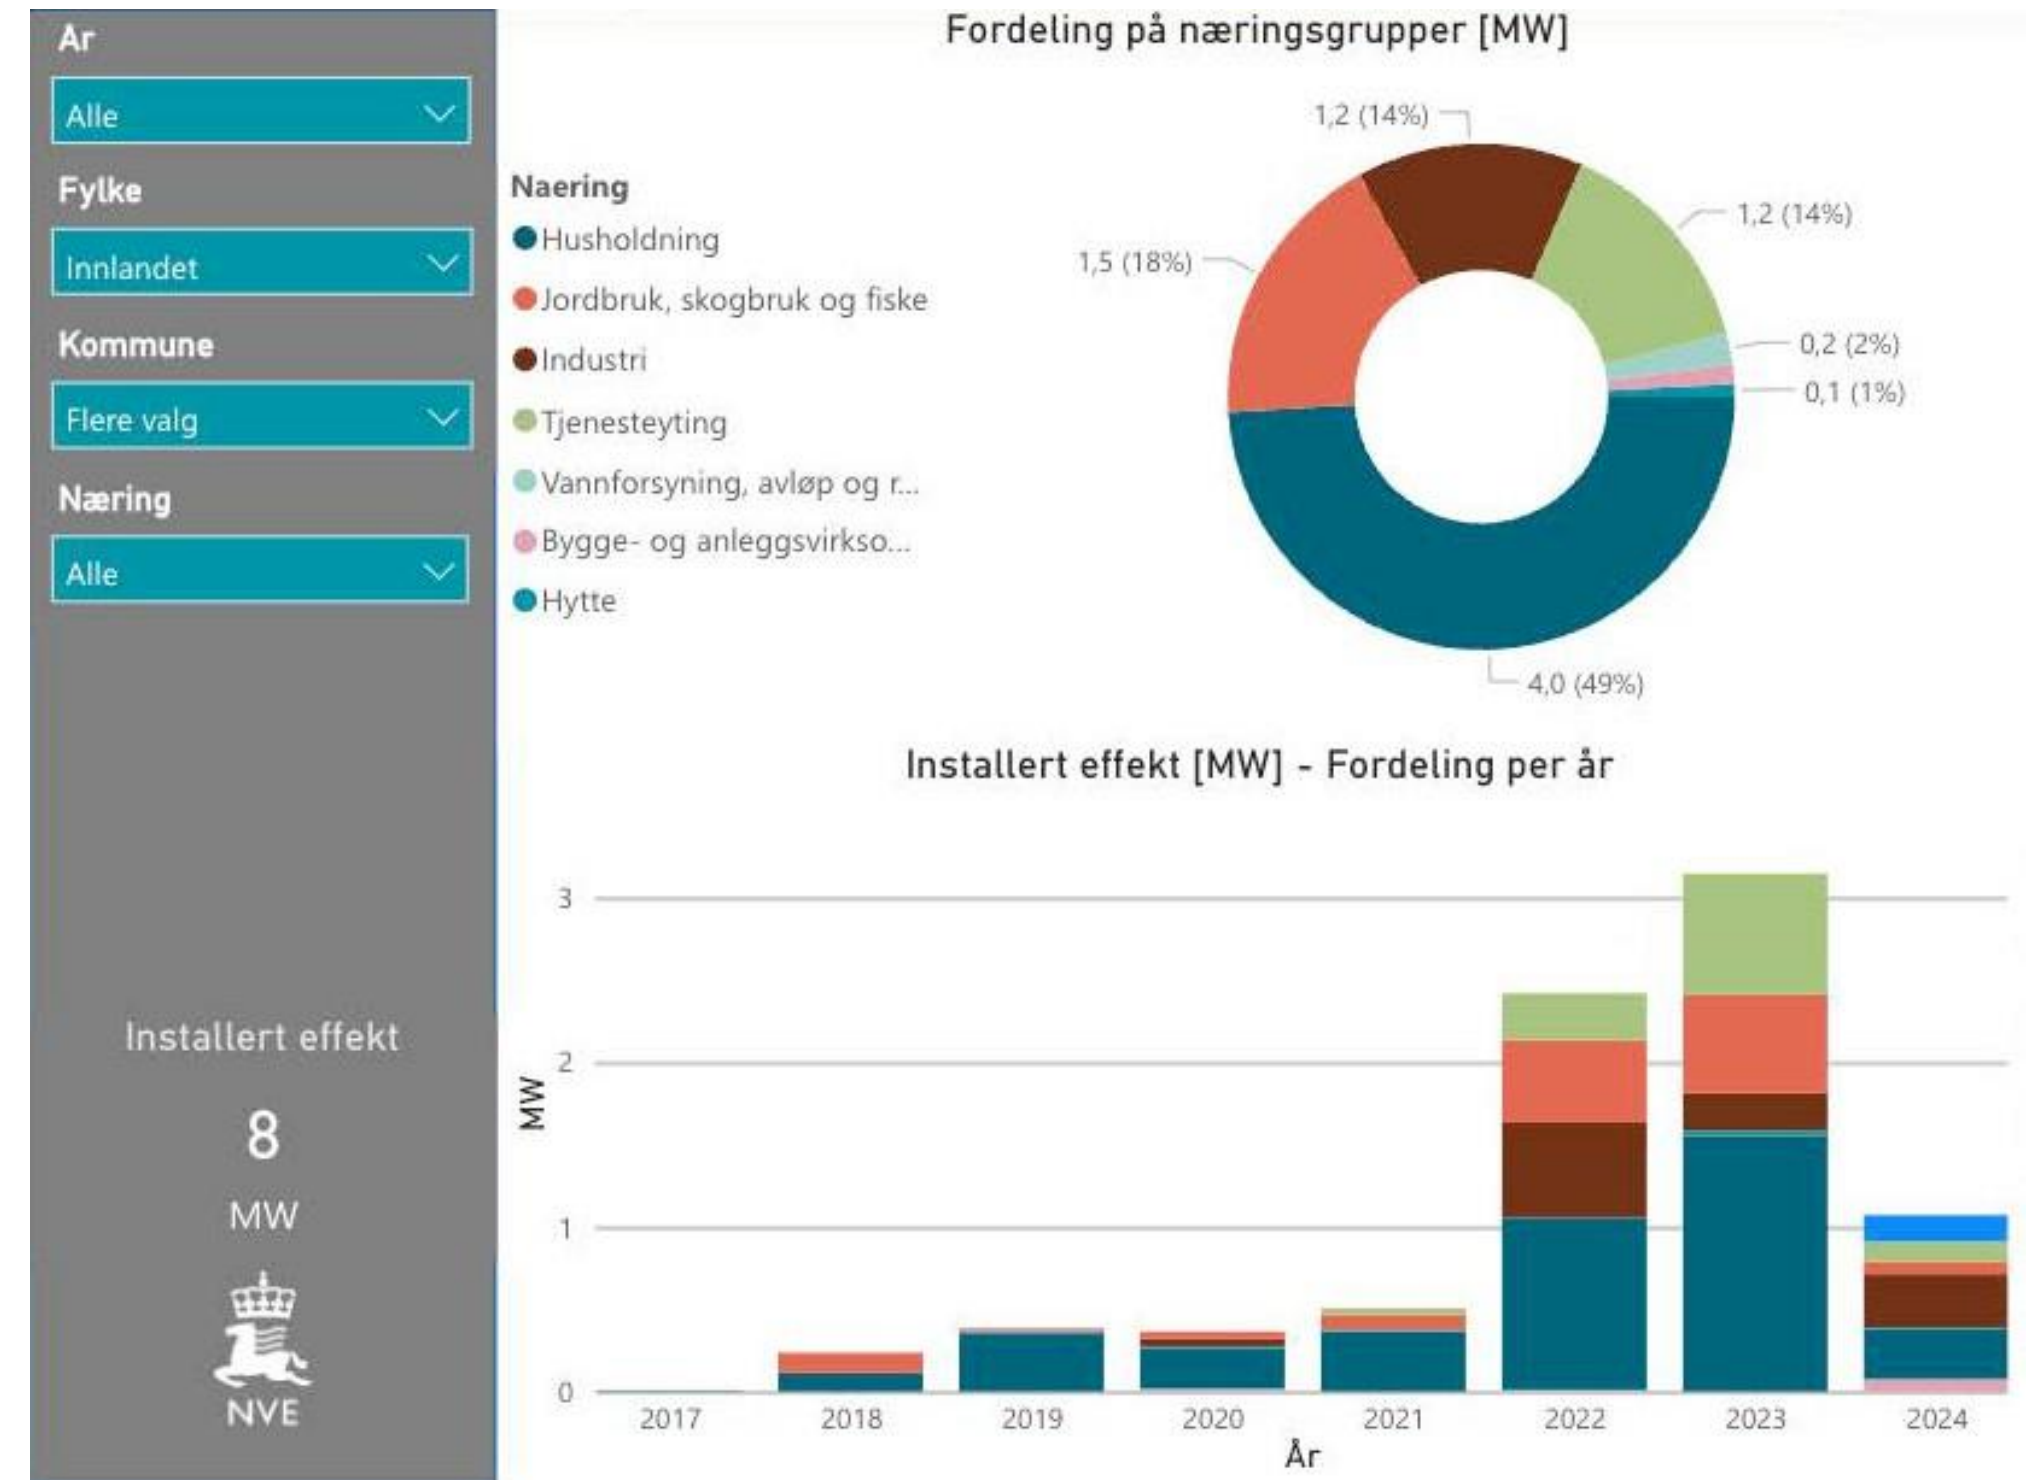 År
Alle
Fylke
Innlandet
Kommune
Flere valg
Næring
Alle
Installert effekt
8
MW
NVE
Fordeling på næringsgrupper [MW]
Naering
Husholdning
Jordbruk, skogbruk og fiske
Industri
Tjenesteyting
Vannforsyning, avløp og r...
Bygge- og anleggsvirkso...
Hytte
1,2 (14%)
1,2 (14%)
1,5 (18%)
0,2 (2%)
0,1 (1%)
4,0 (49%)
Installert effekt [MW] - Fordeling per år
MW
3
2
1
0
2017 2018 2019 2020 2021 2022 2023 2024
År